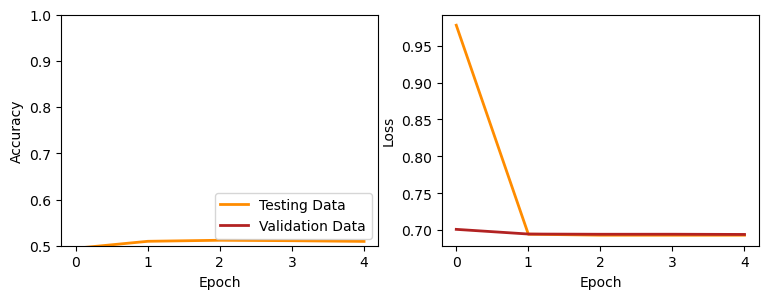 1.0
0.9
0.8
0.7
0.6
0.5
Accuracy
0 1 2 3 4
Epoch
Testing Data
Validation Data
0.95
0.90
0.85
0.80
0.75
0.70
Loss
0 1 2 3 4
Epoch